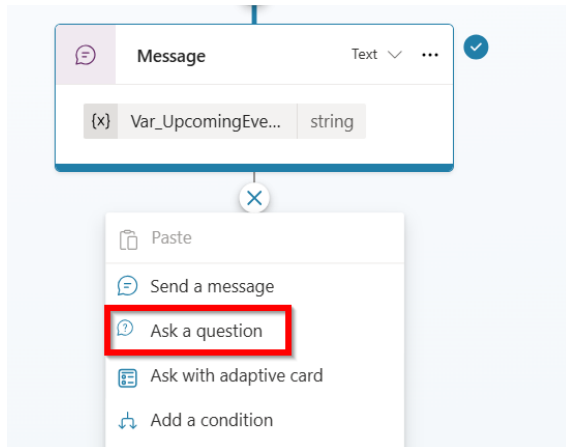 Message Text ...
{x} Var_UpcomingEve... string
Paste
Send a message
Ask a question
Ask with adaptive card
Add a condition